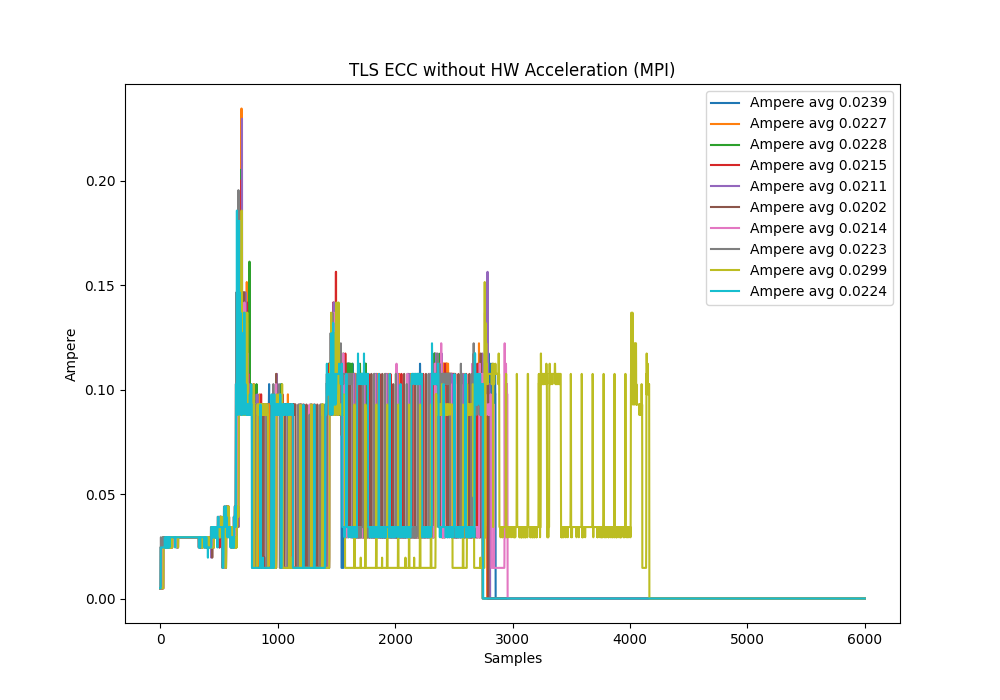 TLS ECC without HW Acceleration (MPI)
Ampere avg 0.0239
Ampere avg 0.0227
Ampere avg 0.0228
Ampere avg 0.0215
Ampere avg 0.0211
Ampere avg 0.0202
Ampere avg 0.0214
Ampere avg 0.0223
Ampere avg 0.0299
Ampere avg 0.0224
Ampere
0.20
0.15
0.10
0.05
0.00
0 1000 2000 3000 4000 5000 6000
Samples